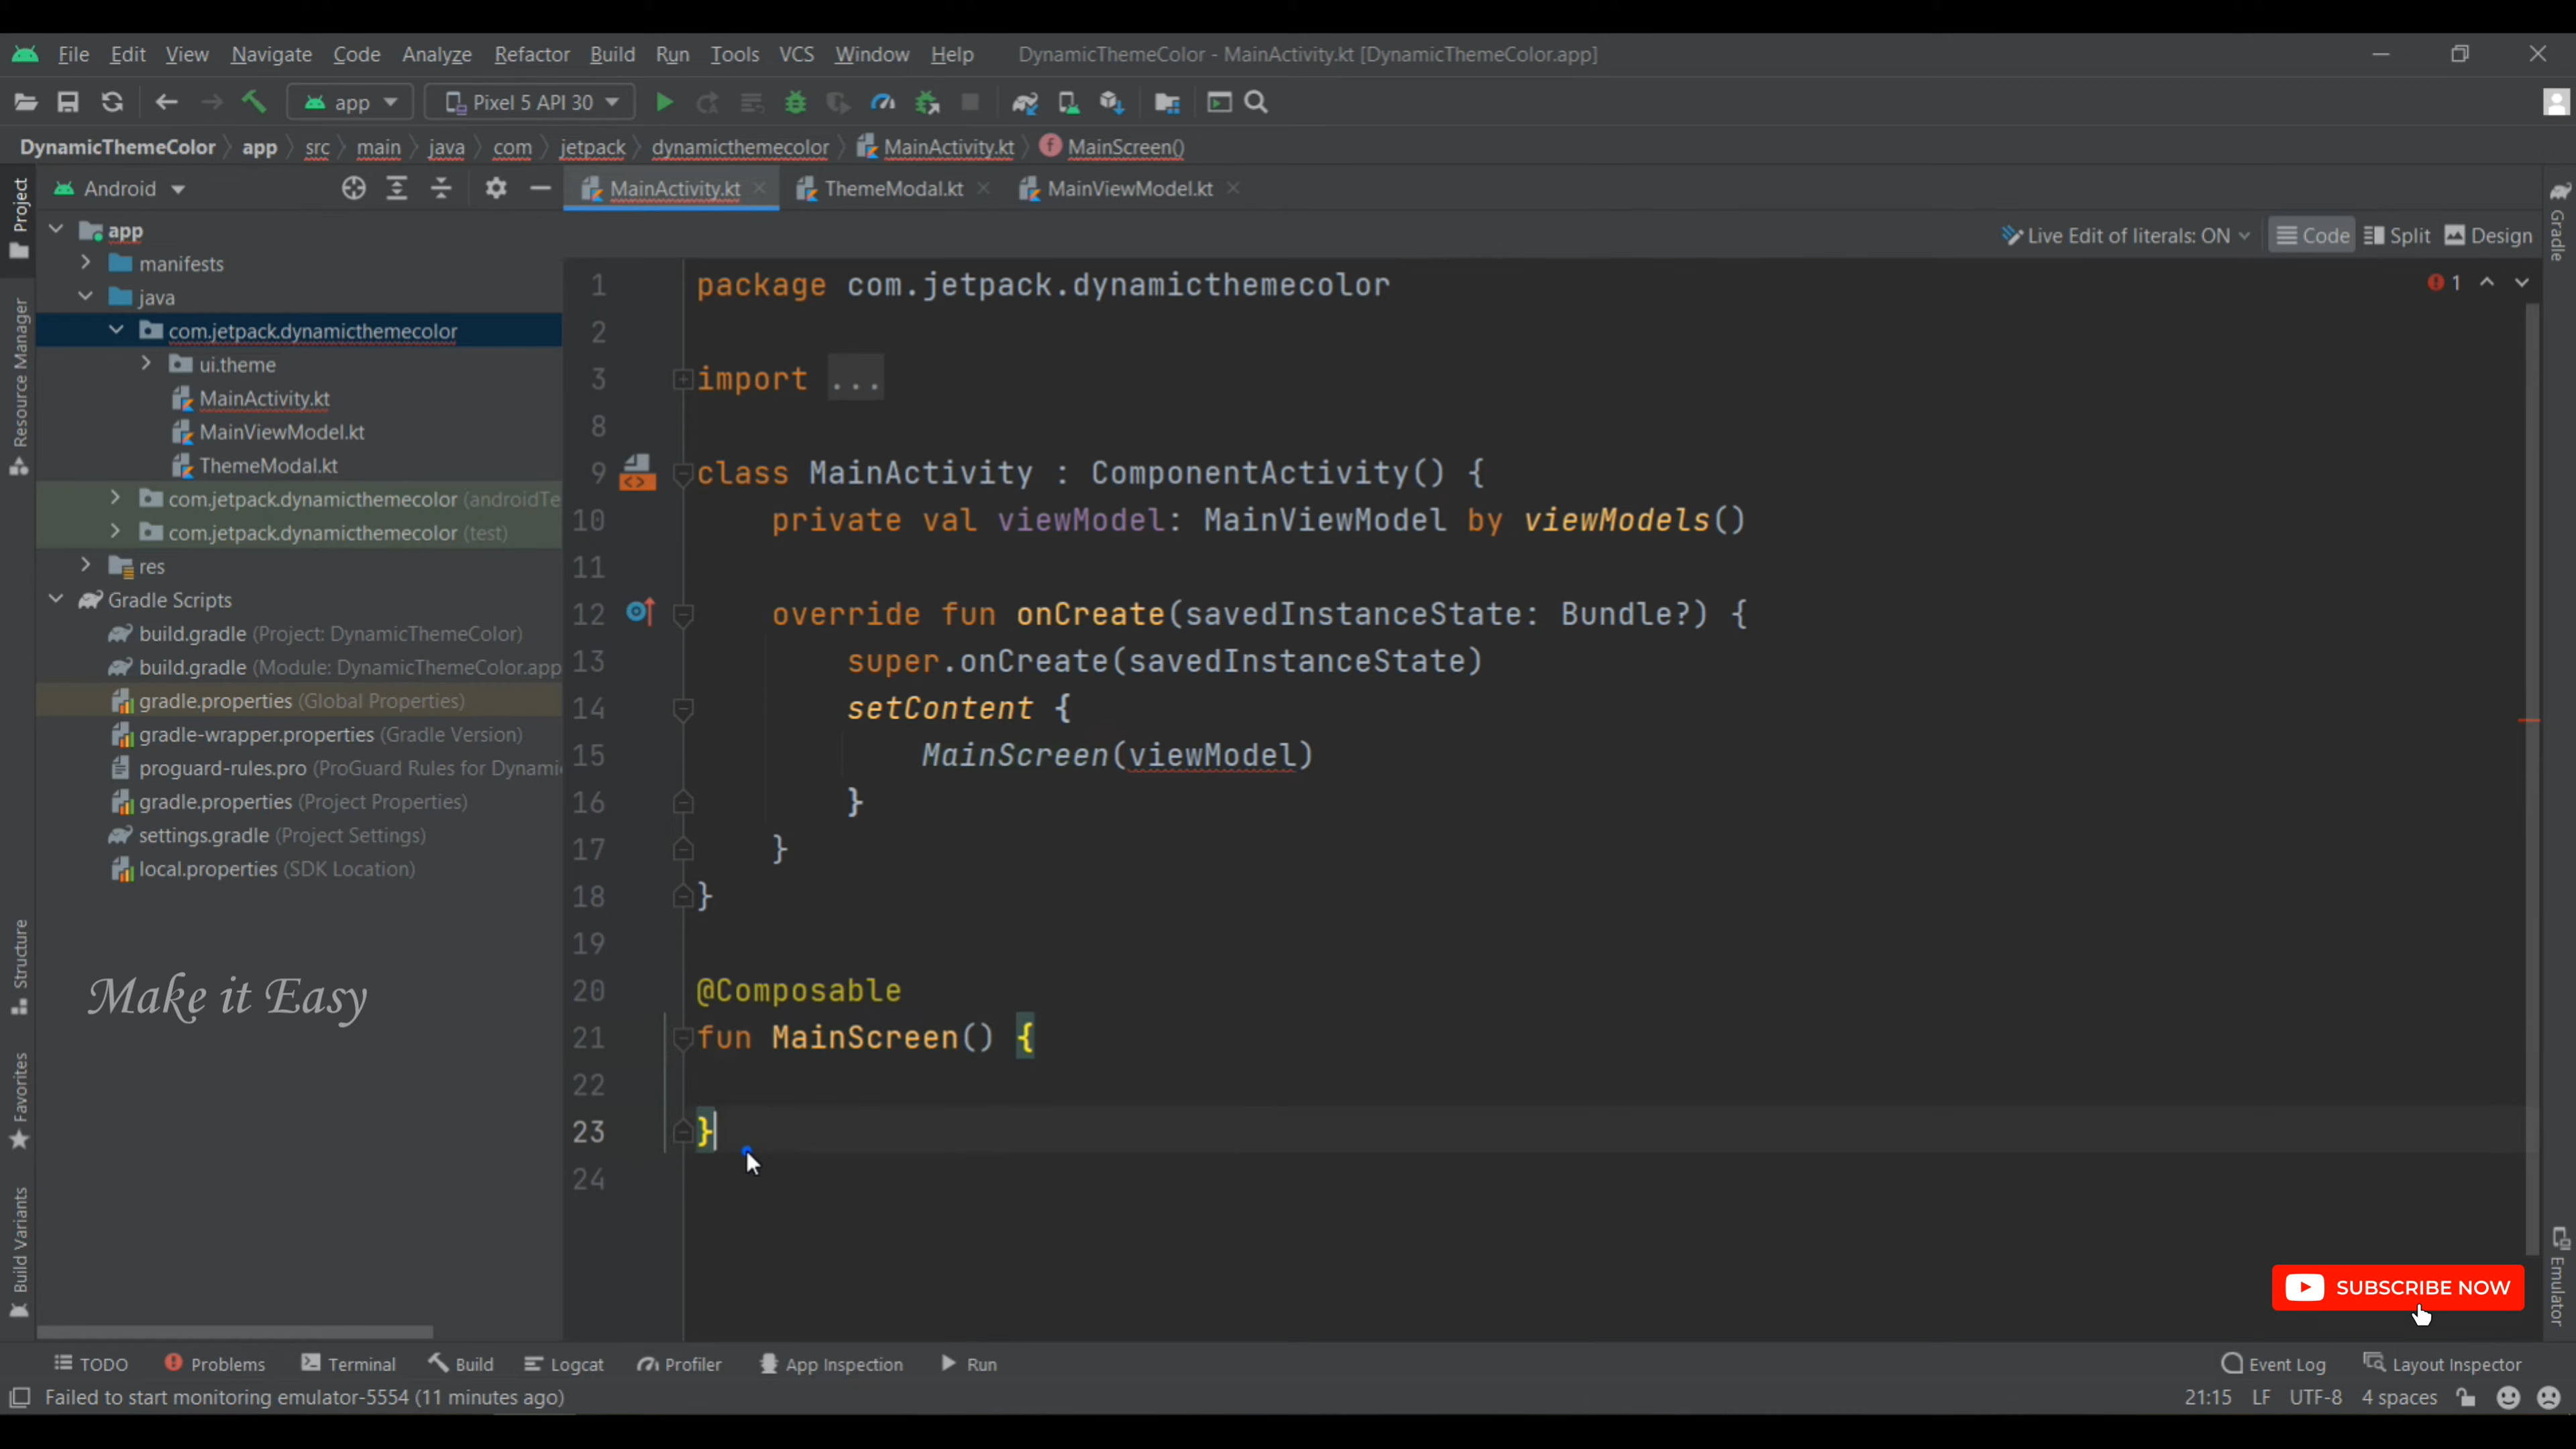 File Edit View Navigate Code Analyze Refactor Build Run Tools VCS Window Help DynamicThemeColor - MainActivity.kt [DynamicThemeColor.app]
app Pixel 5 API 30
DynamicThemeColor app src main java com jetpack dynamicthemecolor MainActivity.kt MainScreen()
Project
Android
MainActivity.kt ThemeModal.kt MainViewModel.kt
Gradle
Live Edit of literals: ON Code Split Design
app
manifests
java
com.jetpack.dynamicthemecolor
ui.theme
MainActivity.kt
MainViewModel.kt
ThemeModal.kt
com.jetpack.dynamicthemecolor (androidTe
com.jetpack.dynamicthemecolor (test)
res
Gradle Scripts
build.gradle (Project: DynamicThemeColor)
build.gradle (Module: DynamicThemeColor.app
gradle.properties (Global Properties)
gradle-wrapper.properties (Gradle Version)
proguard-rules.pro (ProGuard Rules for Dynami
gradle.properties (Project Properties)
settings.gradle (Project Settings)
local.properties (SDK Location)
Resource Manager
Structure
Favorites
Build Variants
Make it Easy
1 package com.jetpack.dynamicthemecolor
2
3 import ...
8
9 class MainActivity : ComponentActivity() {
10 private val viewModel: MainViewModel by viewModels()
11
12 override fun onCreate(savedInstanceState: Bundle?) {
13 super.onCreate(savedInstanceState)
14 setContent {
15 MainScreen(viewModel)
16 }
17 }
18 }
19
20 @Composable
21 fun MainScreen() {
22
23 }
24
1
SUBSCRIBE NOW
Emulator
TODO Problems Terminal Build Logcat Profiler App Inspection Run Event Log Layout Inspector
Failed to start monitoring emulator-5554 (11 minutes ago) 21:15 LF UTF-8 4 spaces